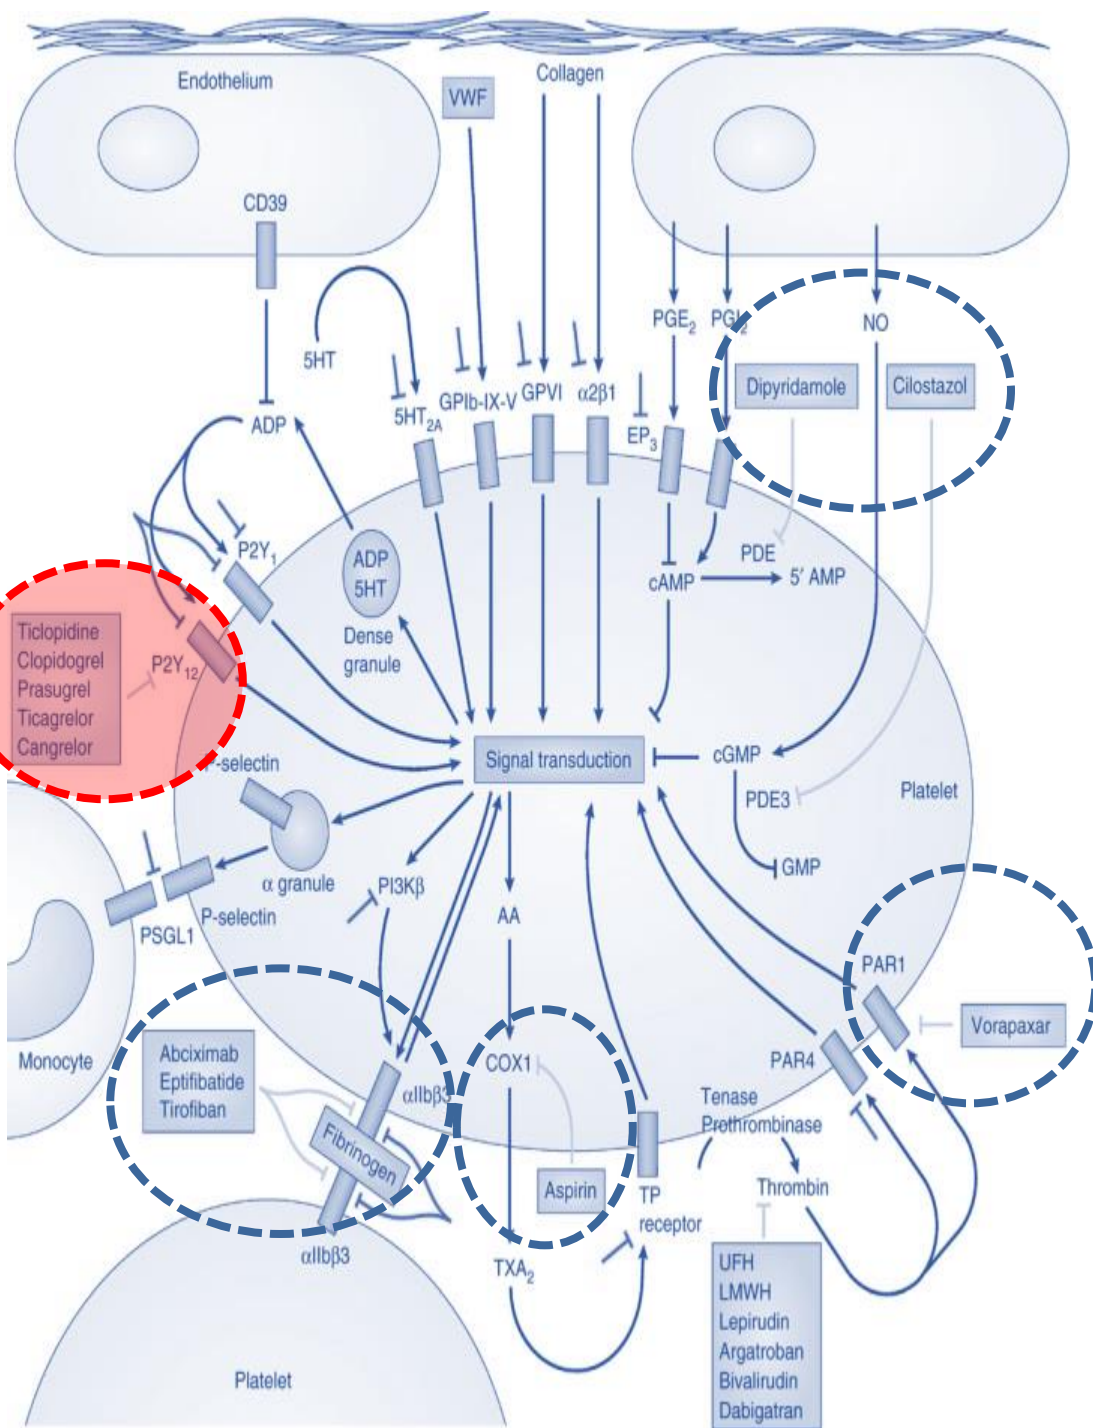 Endothelium
Collagen
VWF
CD39
5HT
PGE2
PGI2
NO
Dipyridamole
Cilostazol
ADP
5HT2A
GPIb-IX-V
GPVI
α2β1
EP3
P2Y1
ADP
5HT
Dense
granule
PDE
cAMP
5′ AMP
Ticlopidine
Clopidogrel
Prasugrel
Ticagrelor
Cangrelor
P2Y12
Signal transduction
cGMP
PDE3
Platelet
P-selectin
α granule
PI3Kβ
GMP
AA
P-selectin
PSGL1
PAR1
Vorapaxar
Monocyte
Abciximab
Eptifibatide
Tirofiban
αIIbβ3
COX1
PAR4
Tenase
Prothrombinase
Fibrinogen
Aspirin
TP
receptor
Thrombin
αIIbβ3
TXA2
UFH
LMWH
Lepirudin
Argatroban
Bivalirudin
Dabigatran
Platelet